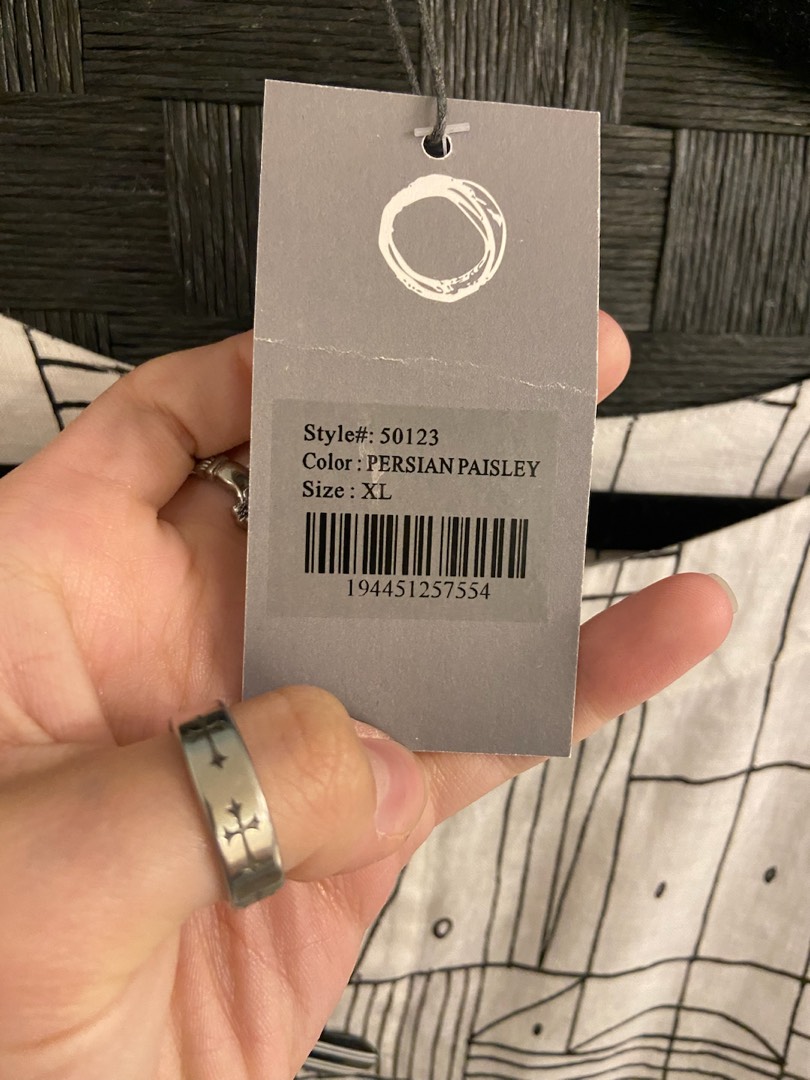 Style#: 50123
Color : PERSIAN PAISLEY
Size : XL
194451257554